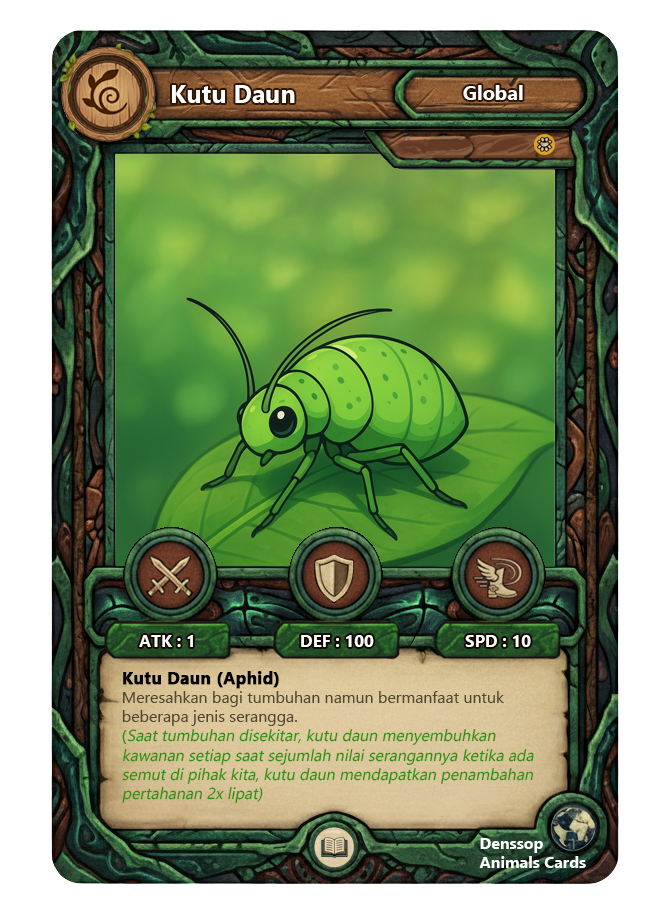 Kutu Daun
Global
ATK : 1
DEF : 100
SPD : 10
Kutu Daun (Aphid)
Meresahkan bagi tumbuhan namun bermanfaat untuk
beberapa jenis serangga.
(Saat tumbuhan disekitar, kutu daun menyembuhkan
kawanan setiap saat sejumlah nilai serangannya ketika ada
semut di pihak kita, kutu daun mendapatkan penambahan
pertahanan 2x lipat)
Denssop
Animals Cards